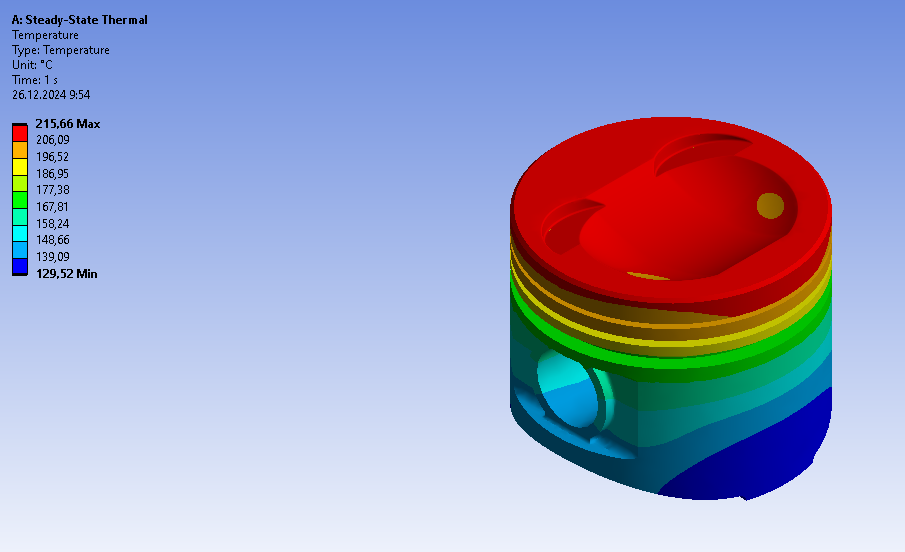 A: Steady-State Thermal
Temperature
Type: Temperature
Unit: °C
Time: 1 s
26.12.2024 9:54
215,66 Max
206,09
196,52
186,95
177,38
167,81
158,24
148,66
139,09
129,52 Min